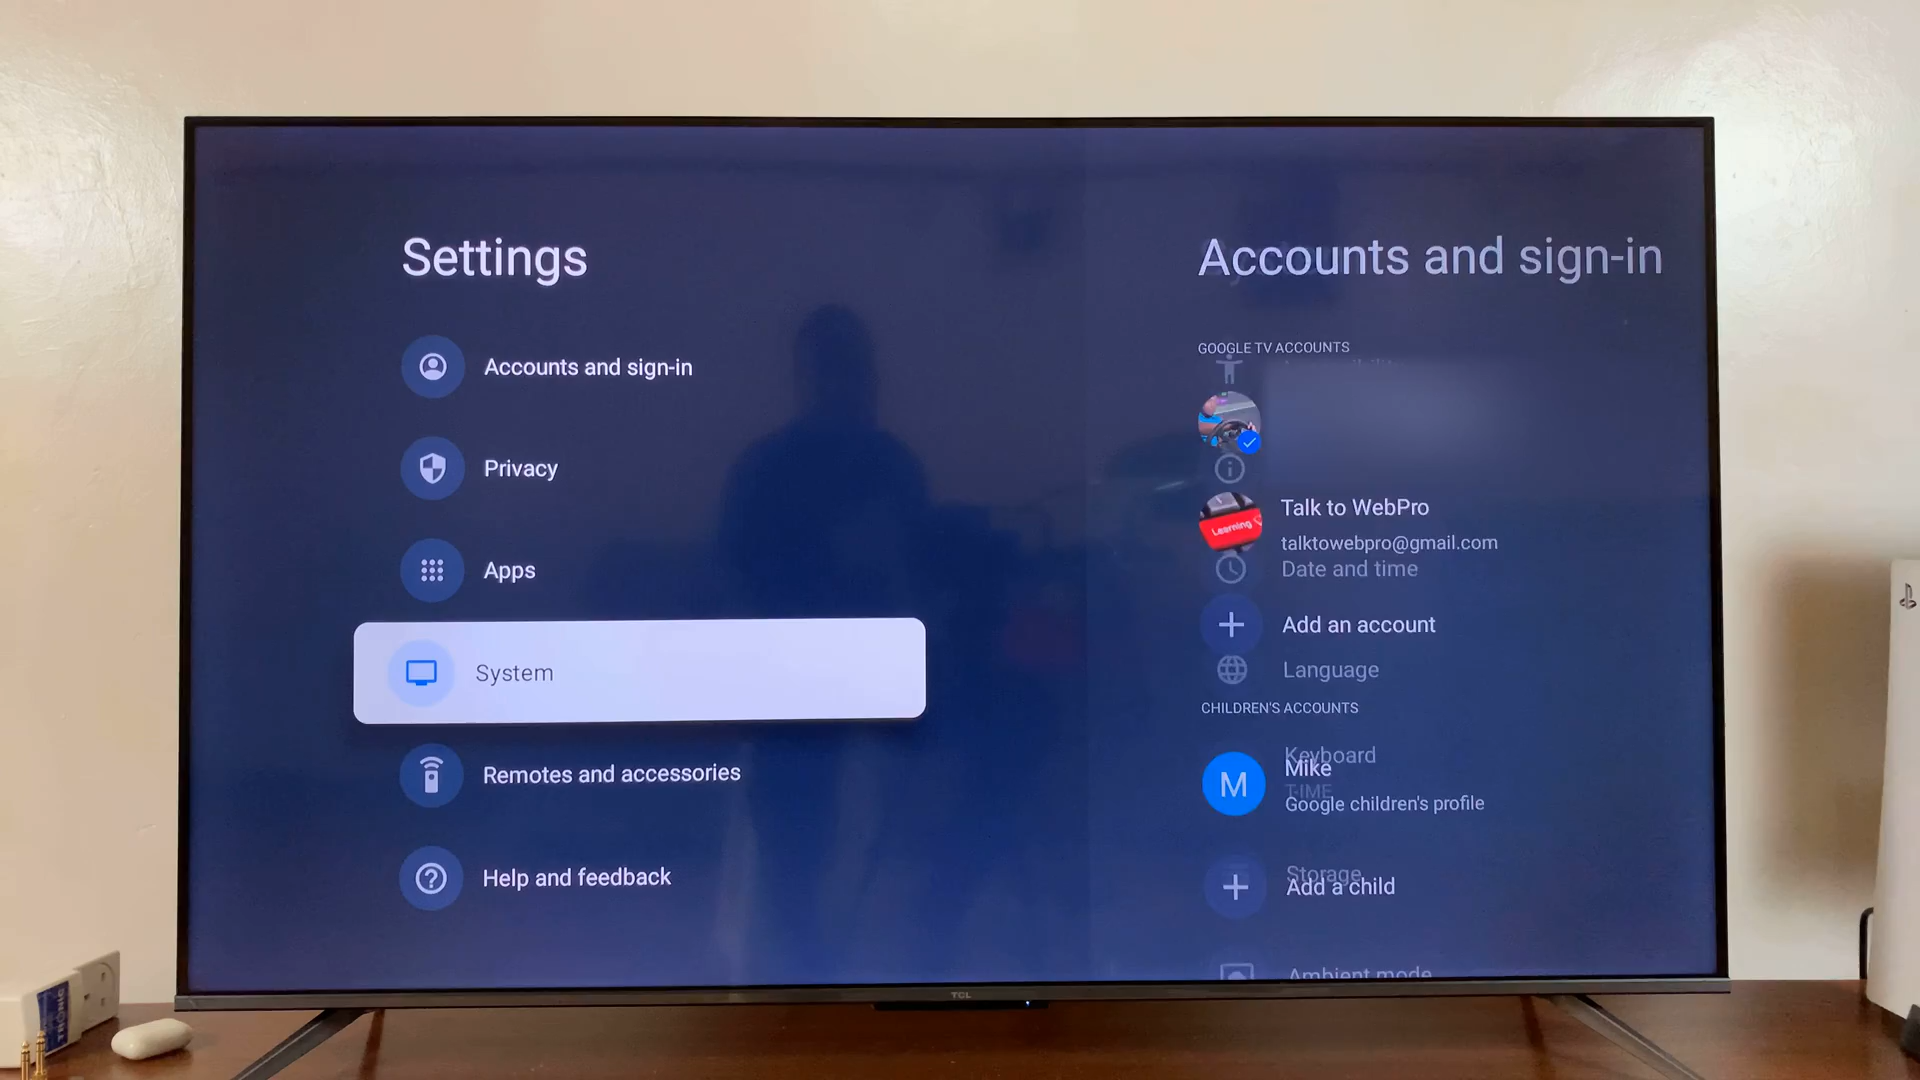 Settings
Accounts and sign-in
Privacy
Apps
System
Remotes and accessories
Help and feedback
Accounts and sign-in
GOOGLE TV ACCOUNTS
Learning
Talk to WebPro
talktowebpro@gmail.com
Date and time
Add an account
Language
CHILDREN'S ACCOUNTS
Keyboard
M
Mike
Google children's profile
Storage
Add a child
Ambient mode
TCL